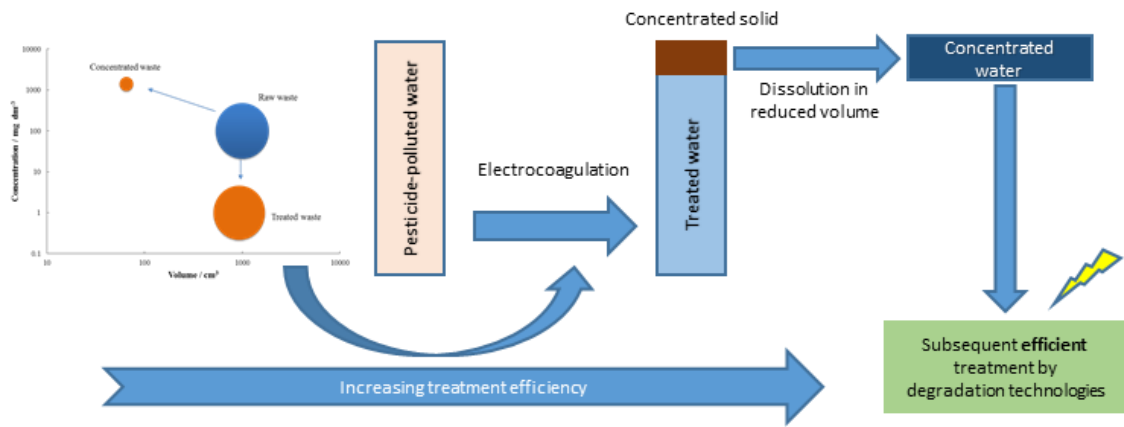 Concentrated solid
10000
Concentrated waste
1000
Raw waste
100
10
1
Treated waste
0.1
10
100
1000
10000
Concentration / mg dm-3
Volume / cm3
Pesticide-polluted water
Electrocoagulation
Treated water
Dissolution in
reduced volume
Concentrated
water
Subsequent efficient
treatment by
degradation technologies
Increasing treatment efficiency